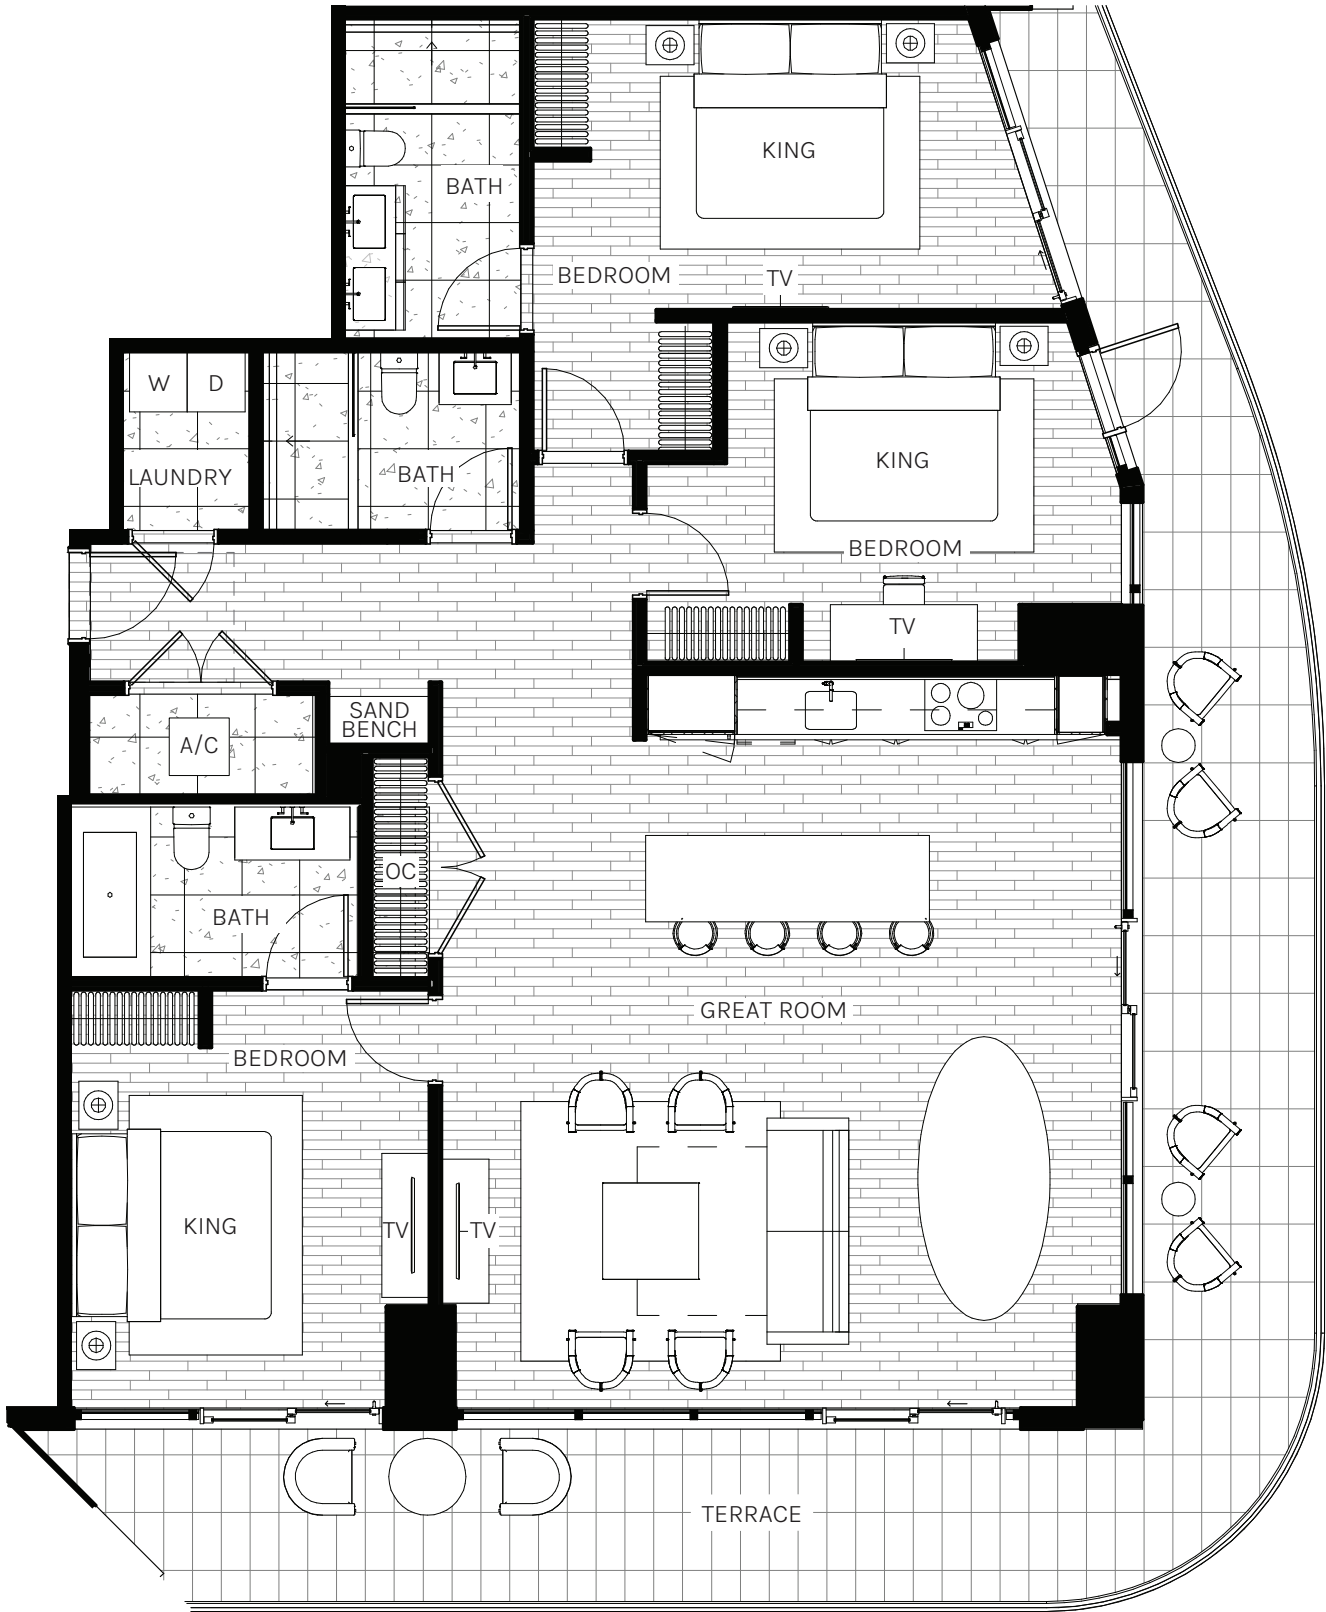 KING
BATH
BEDROOM
TV
W
D
KING
LAUNDRY
BATH
BEDROOM
TV
SAND
BENCH
A/C
OC
BATH
GREAT ROOM
BEDROOM
KING
TV
TV
TERRACE